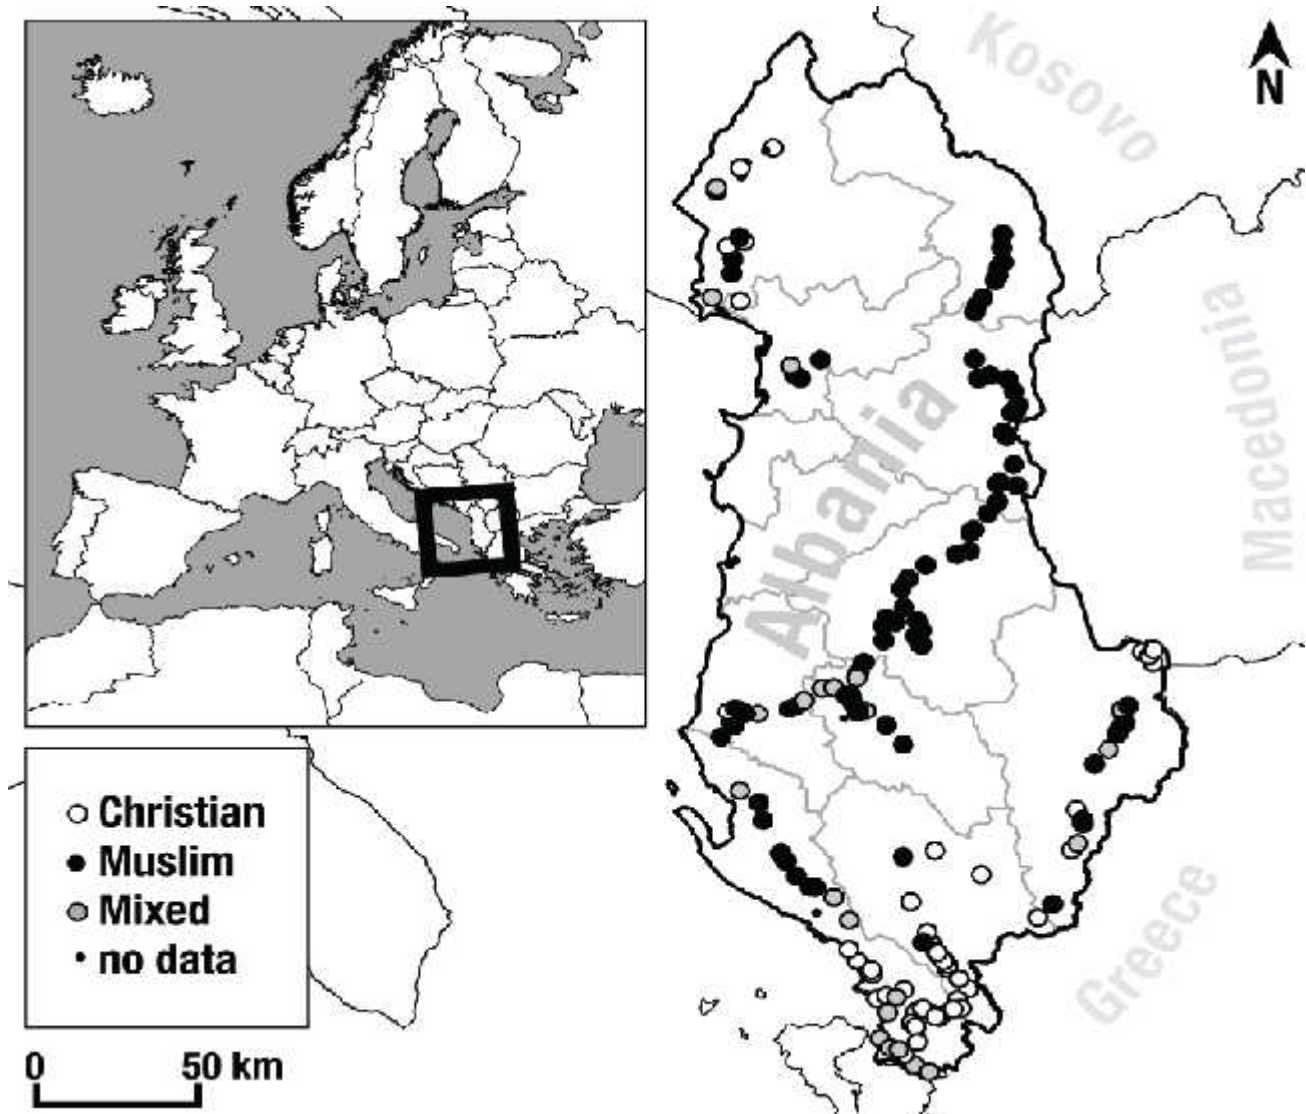 Kosovo
N
Albania
Macedonia
Greece
Christian
Muslim
Mixed
no data
0 50 km